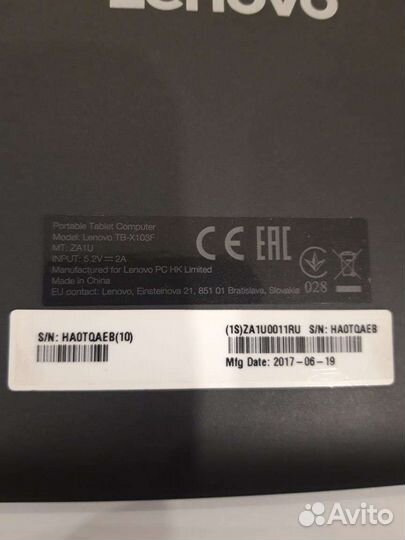 Lenovo
Portable Tablet Computer
Model: Lenovo TB-X103F
MT: ZA1U
INPUT: 5.2V ⎓ 2A
Manufactured for Lenovo PC HK Limited
Made in China
EU contact: Lenovo, Einsteinova 21, 851 01 Bratislava, Slovakia
CE EAC
028
S/N: HA0TQAEB(10)
(1S)ZA1U0011RU S/N: HA0TQAEB
Mfg Date: 2017-06-19
Avito